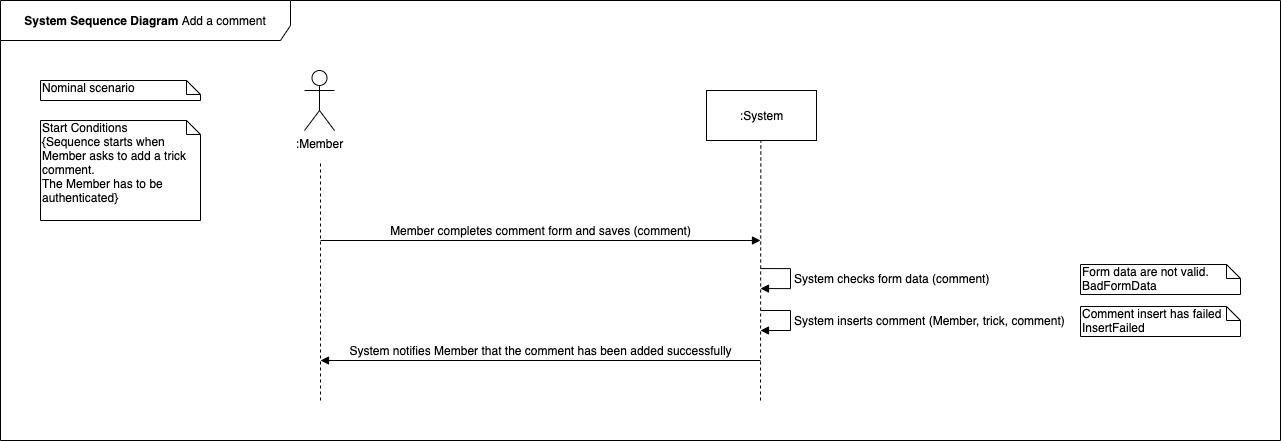 System Sequence Diagram Add a comment
Nominal scenario
Start Conditions
{Sequence starts when
Member asks to add a trick
comment.
The Member has to be
authenticated}
:Member
:System
Member completes comment form and saves (comment)
System checks form data (comment)
Form data are not valid.
BadFormData
System inserts comment (Member, trick, comment)
Comment insert has failed
InsertFailed
System notifies Member that the comment has been added successfully